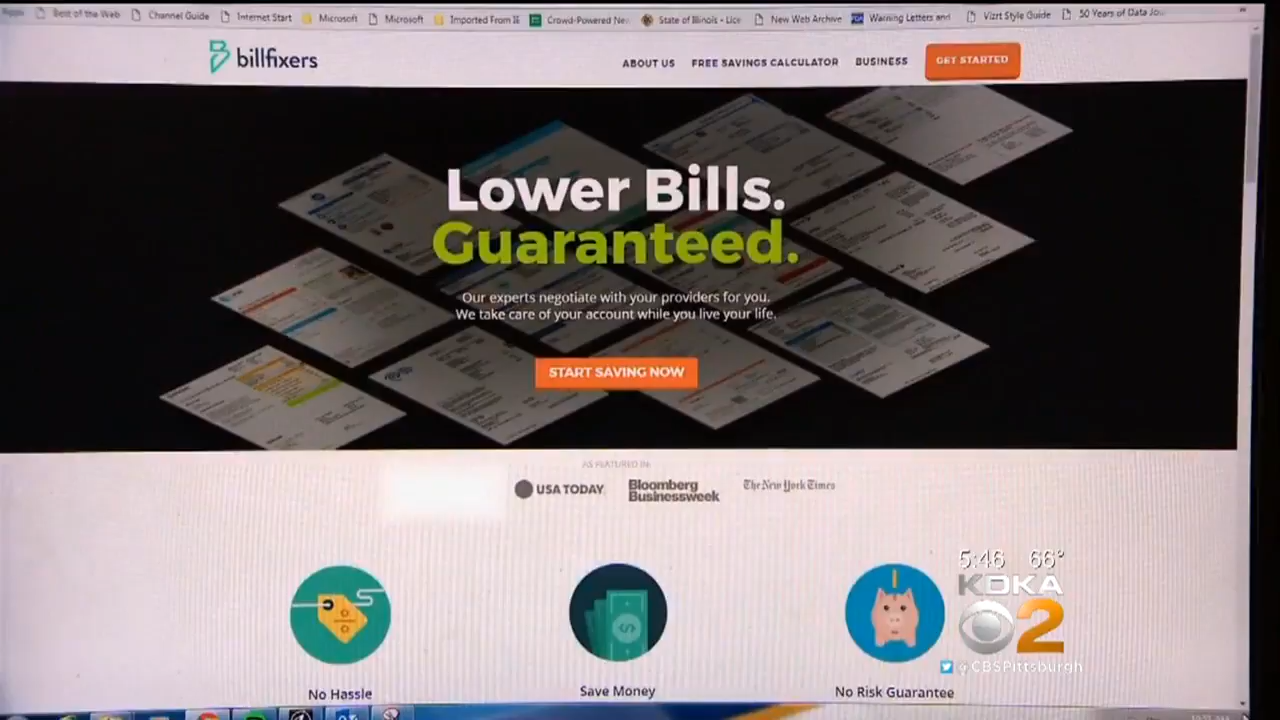 Apps Best of the Web Channel Guide Internet Start Microsoft Microsoft Imported From IE Crowd-Powered Nev State of Illinois - Lice New Web Archive Warning Letters and Vizrt Style Guide 50 Years of Data Jou
billfixers
ABOUT US FREE SAVINGS CALCULATOR BUSINESS GET STARTED
Lower Bills.
Guaranteed.
Our experts negotiate with your providers for you.
We take care of your account while you live your life.
START SAVING NOW
AS FEATURED IN:
USA TODAY Bloomberg
Businessweek The New York Times
No Hassle Save Money No Risk Guarantee
5:46 66°
KDKA
2
@CBSPittsburgh